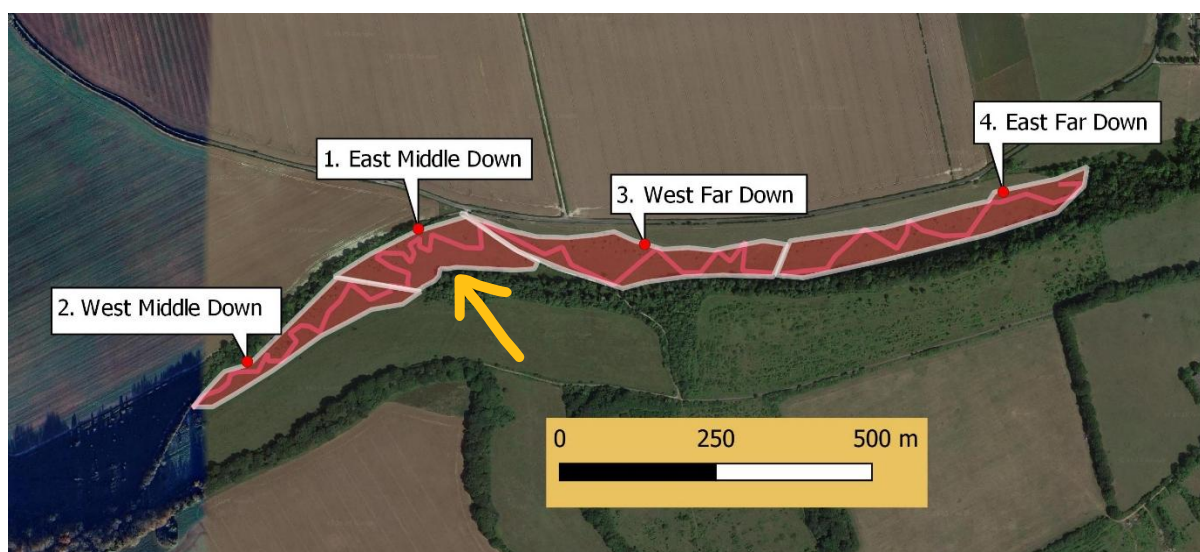 4. East Far Down
1. East Middle Down
3. West Far Down
2. West Middle Down
0 250 500 m